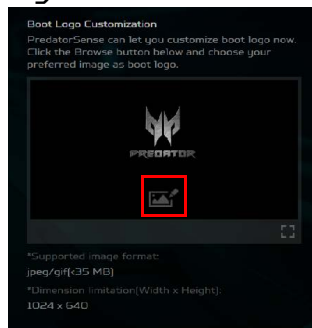 Boot Logo Customization
PredatorSense can let you customize boot logo now.
Click the Browse button below and choose your
preferred image as boot logo.
PREDATOR
*Supported image format:
jpeg/gif(<35 MB)
*Dimension limitation(Width x Height):
1024 x 640